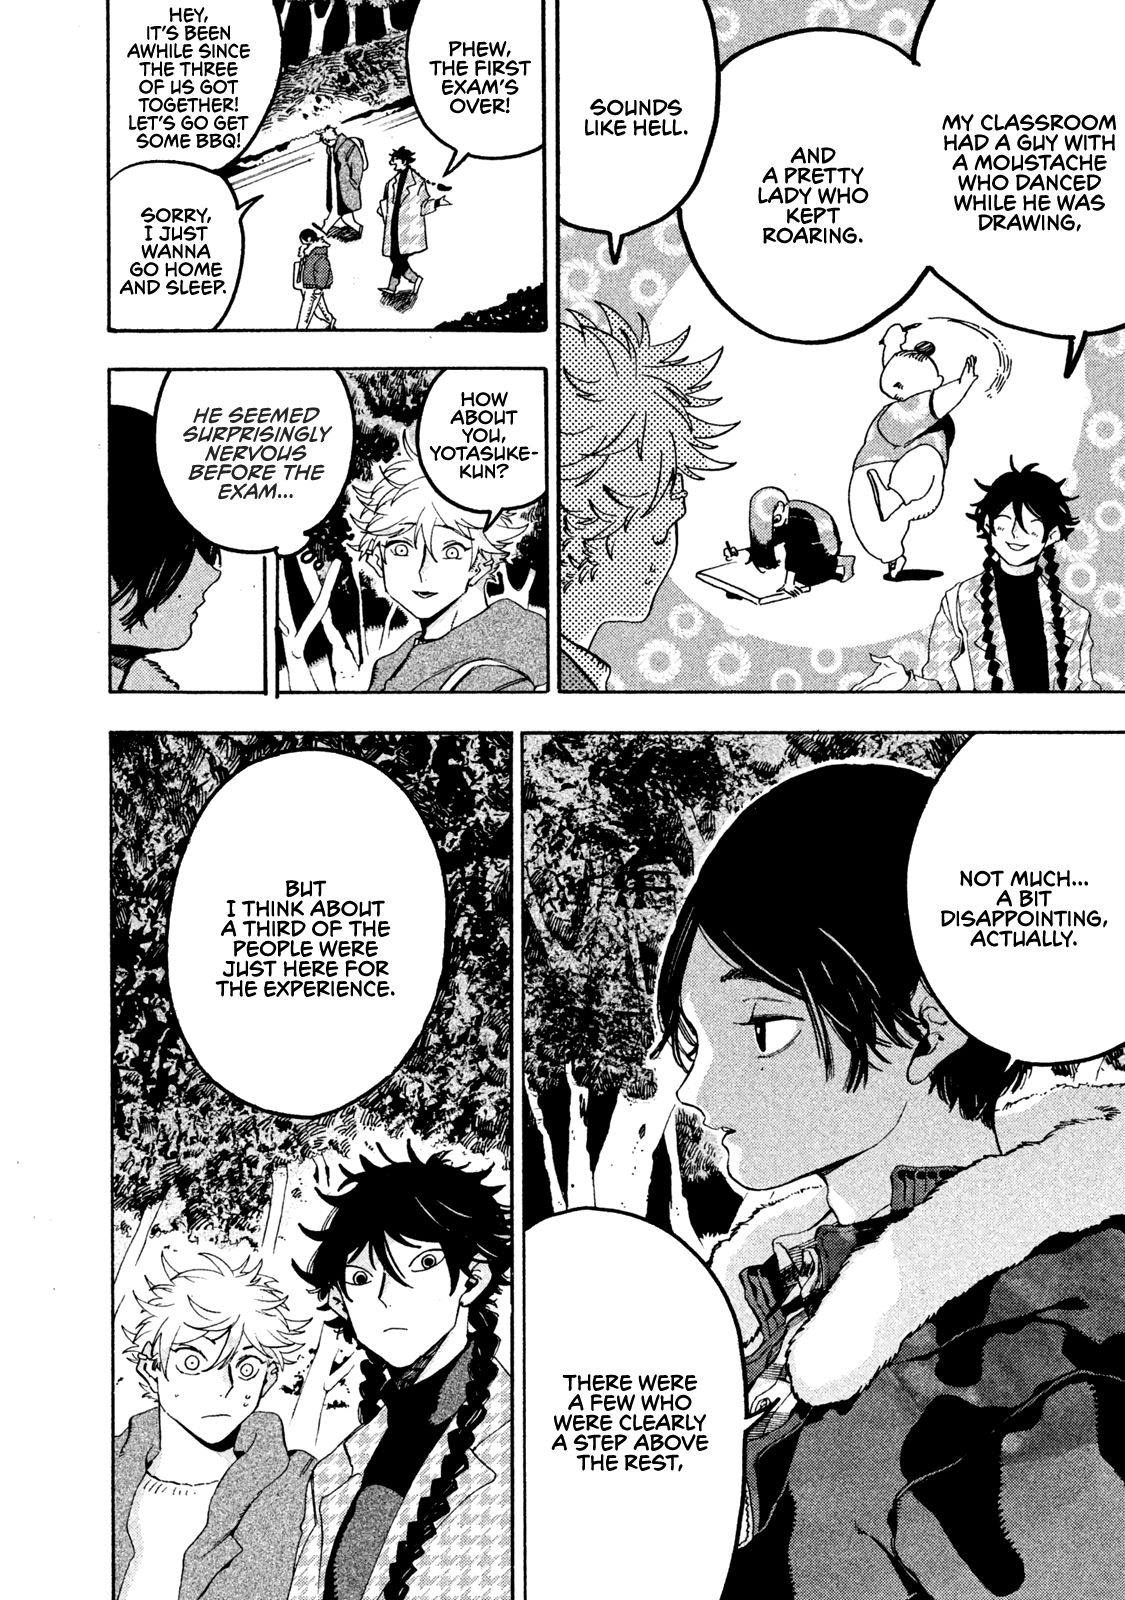 MY CLASSROOM
HAD A GUY WITH
A MOUSTACHE
WHO DANCED
WHILE HE WAS
DRAWING,
AND
A PRETTY
LADY WHO
KEPT
ROARING.
SOUNDS
LIKE HELL.
PHEW,
THE FIRST
EXAM'S
OVER!
HEY,
IT'S BEEN
AWHILE SINCE
THE THREE
OF US GOT
TOGETHER!
LET'S GO GET
SOME BBQ!
SORRY,
I JUST
WANNA
GO HOME
AND SLEEP.
HOW
ABOUT
YOU,
YOTASUKE-
KUN?
HE SEEMED
SURPRISINGLY
NERVOUS
BEFORE THE
EXAM...
NOT MUCH...
A BIT
DISAPPOINTING,
ACTUALLY.
THERE WERE
A FEW WHO
WERE CLEARLY
A STEP ABOVE
THE REST,
BUT
I THINK ABOUT
A THIRD OF THE
PEOPLE WERE
JUST HERE FOR
THE EXPERIENCE.